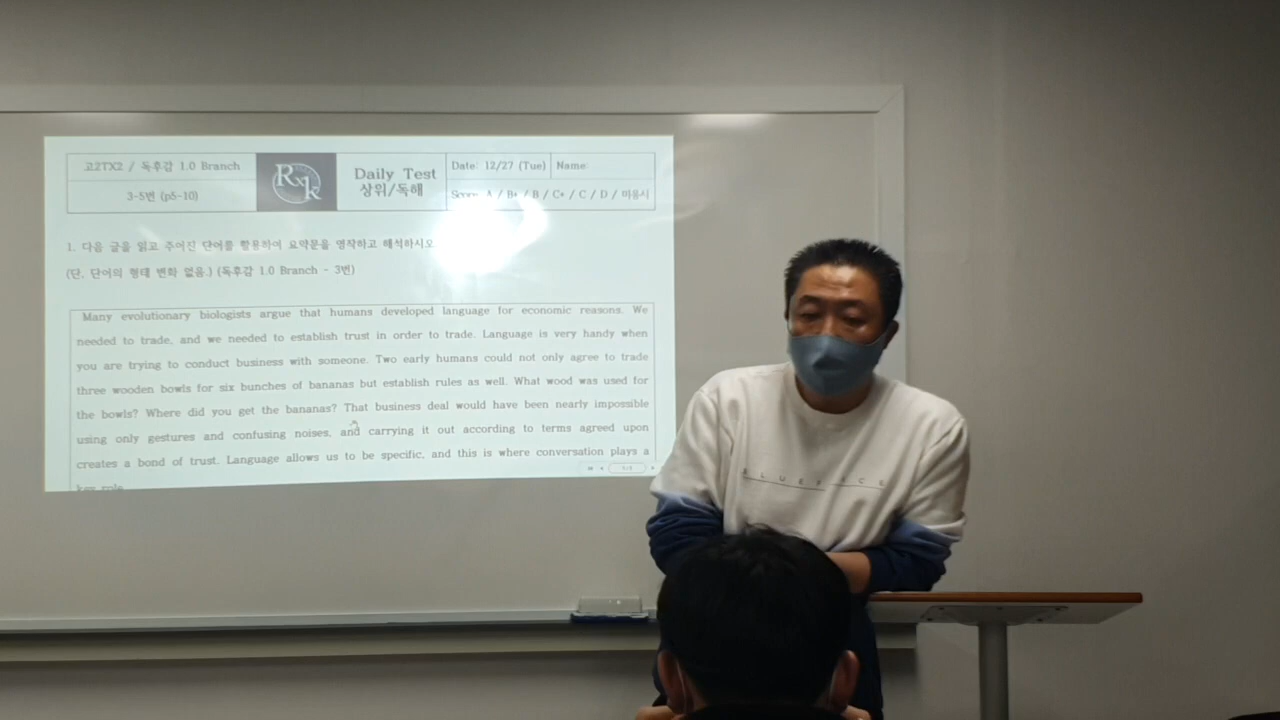 고2TX2 / 독후감 1.0 Branch
3-5번 (p5-10)
RxK
Daily Test
상위/독해
Date: 12/27 (Tue) Name:
Score: A / B+ / B / C+ / C / D / 미응시
1. 다음 글을 읽고 주어진 단어를 활용하여 요약문을 영작하고 해석하시오
(단, 단어의 형태 변화 없음.) (독후감 1.0 Branch - 3번)
Many evolutionary biologists argue that humans developed language for economic reasons. We
needed to trade, and we needed to establish trust in order to trade. Language is very handy when
you are trying to conduct business with someone. Two early humans could not only agree to trade
three wooden bowls for six bunches of bananas but establish rules as well. What wood was used for
the bowls? Where did you get the bananas? That business deal would have been nearly impossible
using only gestures and confusing noises, and carrying it out according to terms agreed upon
creates a bond of trust. Language allows us to be specific, and this is where conversation plays a
key role